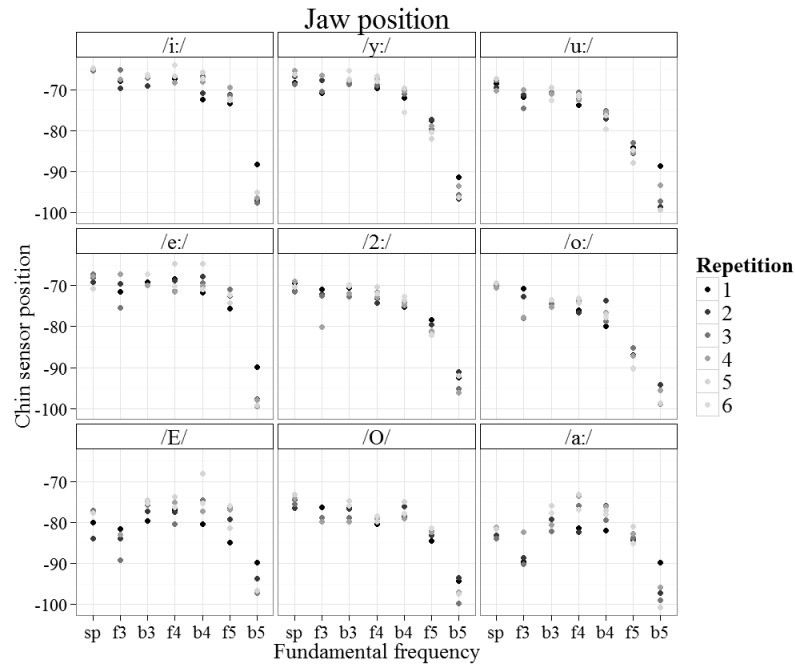 Jaw position
/i:/ /y:/ /u:/
-70
-80
-90
-100
/e:/ /2:/ /o:/
-70
-80
-90
-100
/E/ /O/ /a:/
-70
-80
-90
-100
Chin sensor position
sp f3 b3 f4 b4 f5 b5 sp f3 b3 f4 b4 f5 b5 sp f3 b3 f4 b4 f5 b5
Fundamental frequency
Repetition
1
2
3
4
5
6